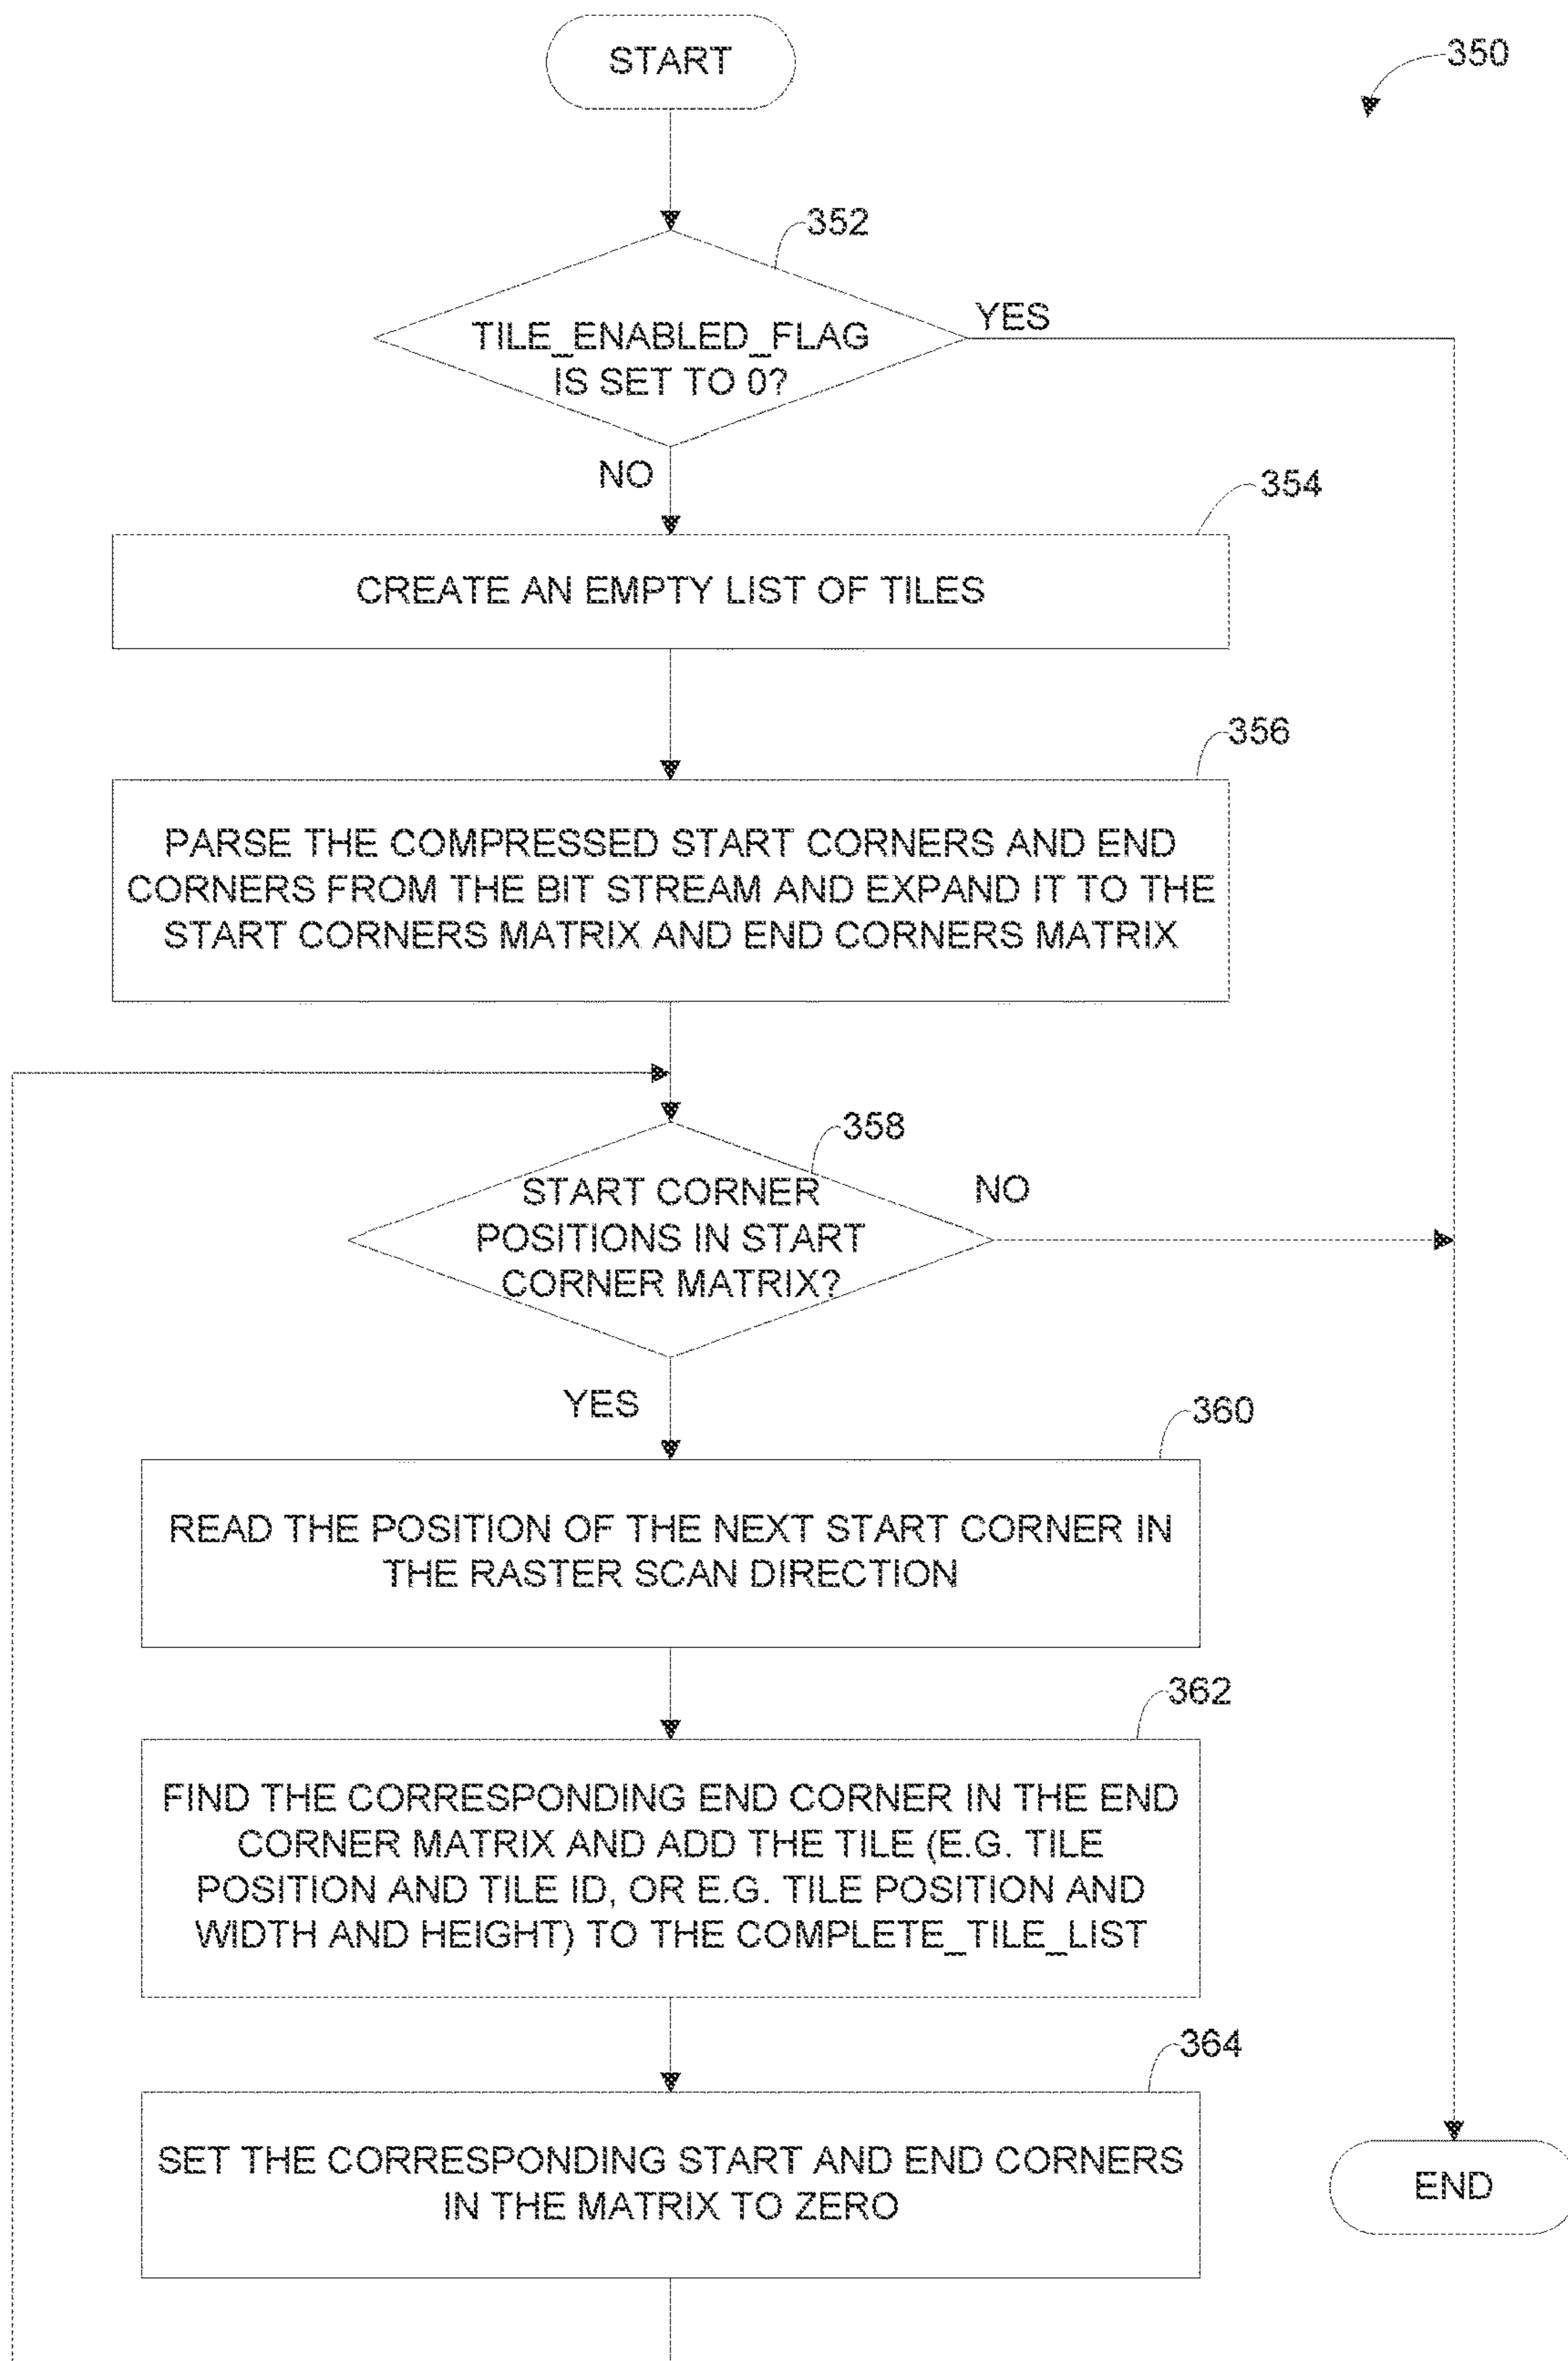 START
350
352
YES
TILE_ENABLED_FLAG
IS SET TO 0?
NO
354
CREATE AN EMPTY LIST OF TILES
356
PARSE THE COMPRESSED START CORNERS AND END
CORNERS FROM THE BIT STREAM AND EXPAND IT TO THE
START CORNERS MATRIX AND END CORNERS MATRIX
358
START CORNER
NO
POSITIONS IN START
CORNER MATRIX?
YES
360
READ THE POSITION OF THE NEXT START CORNER IN
THE RASTER SCAN DIRECTION
362
FIND THE CORRESPONDING END CORNER IN THE END
CORNER MATRIX AND ADD THE TILE (E.G. TILE
POSITION AND TILE ID, OR E.G. TILE POSITION AND
WIDTH AND HEIGHT) TO THE COMPLETE_TILE_LIST
364
SET THE CORRESPONDING START AND END CORNERS
IN THE MATRIX TO ZERO
END